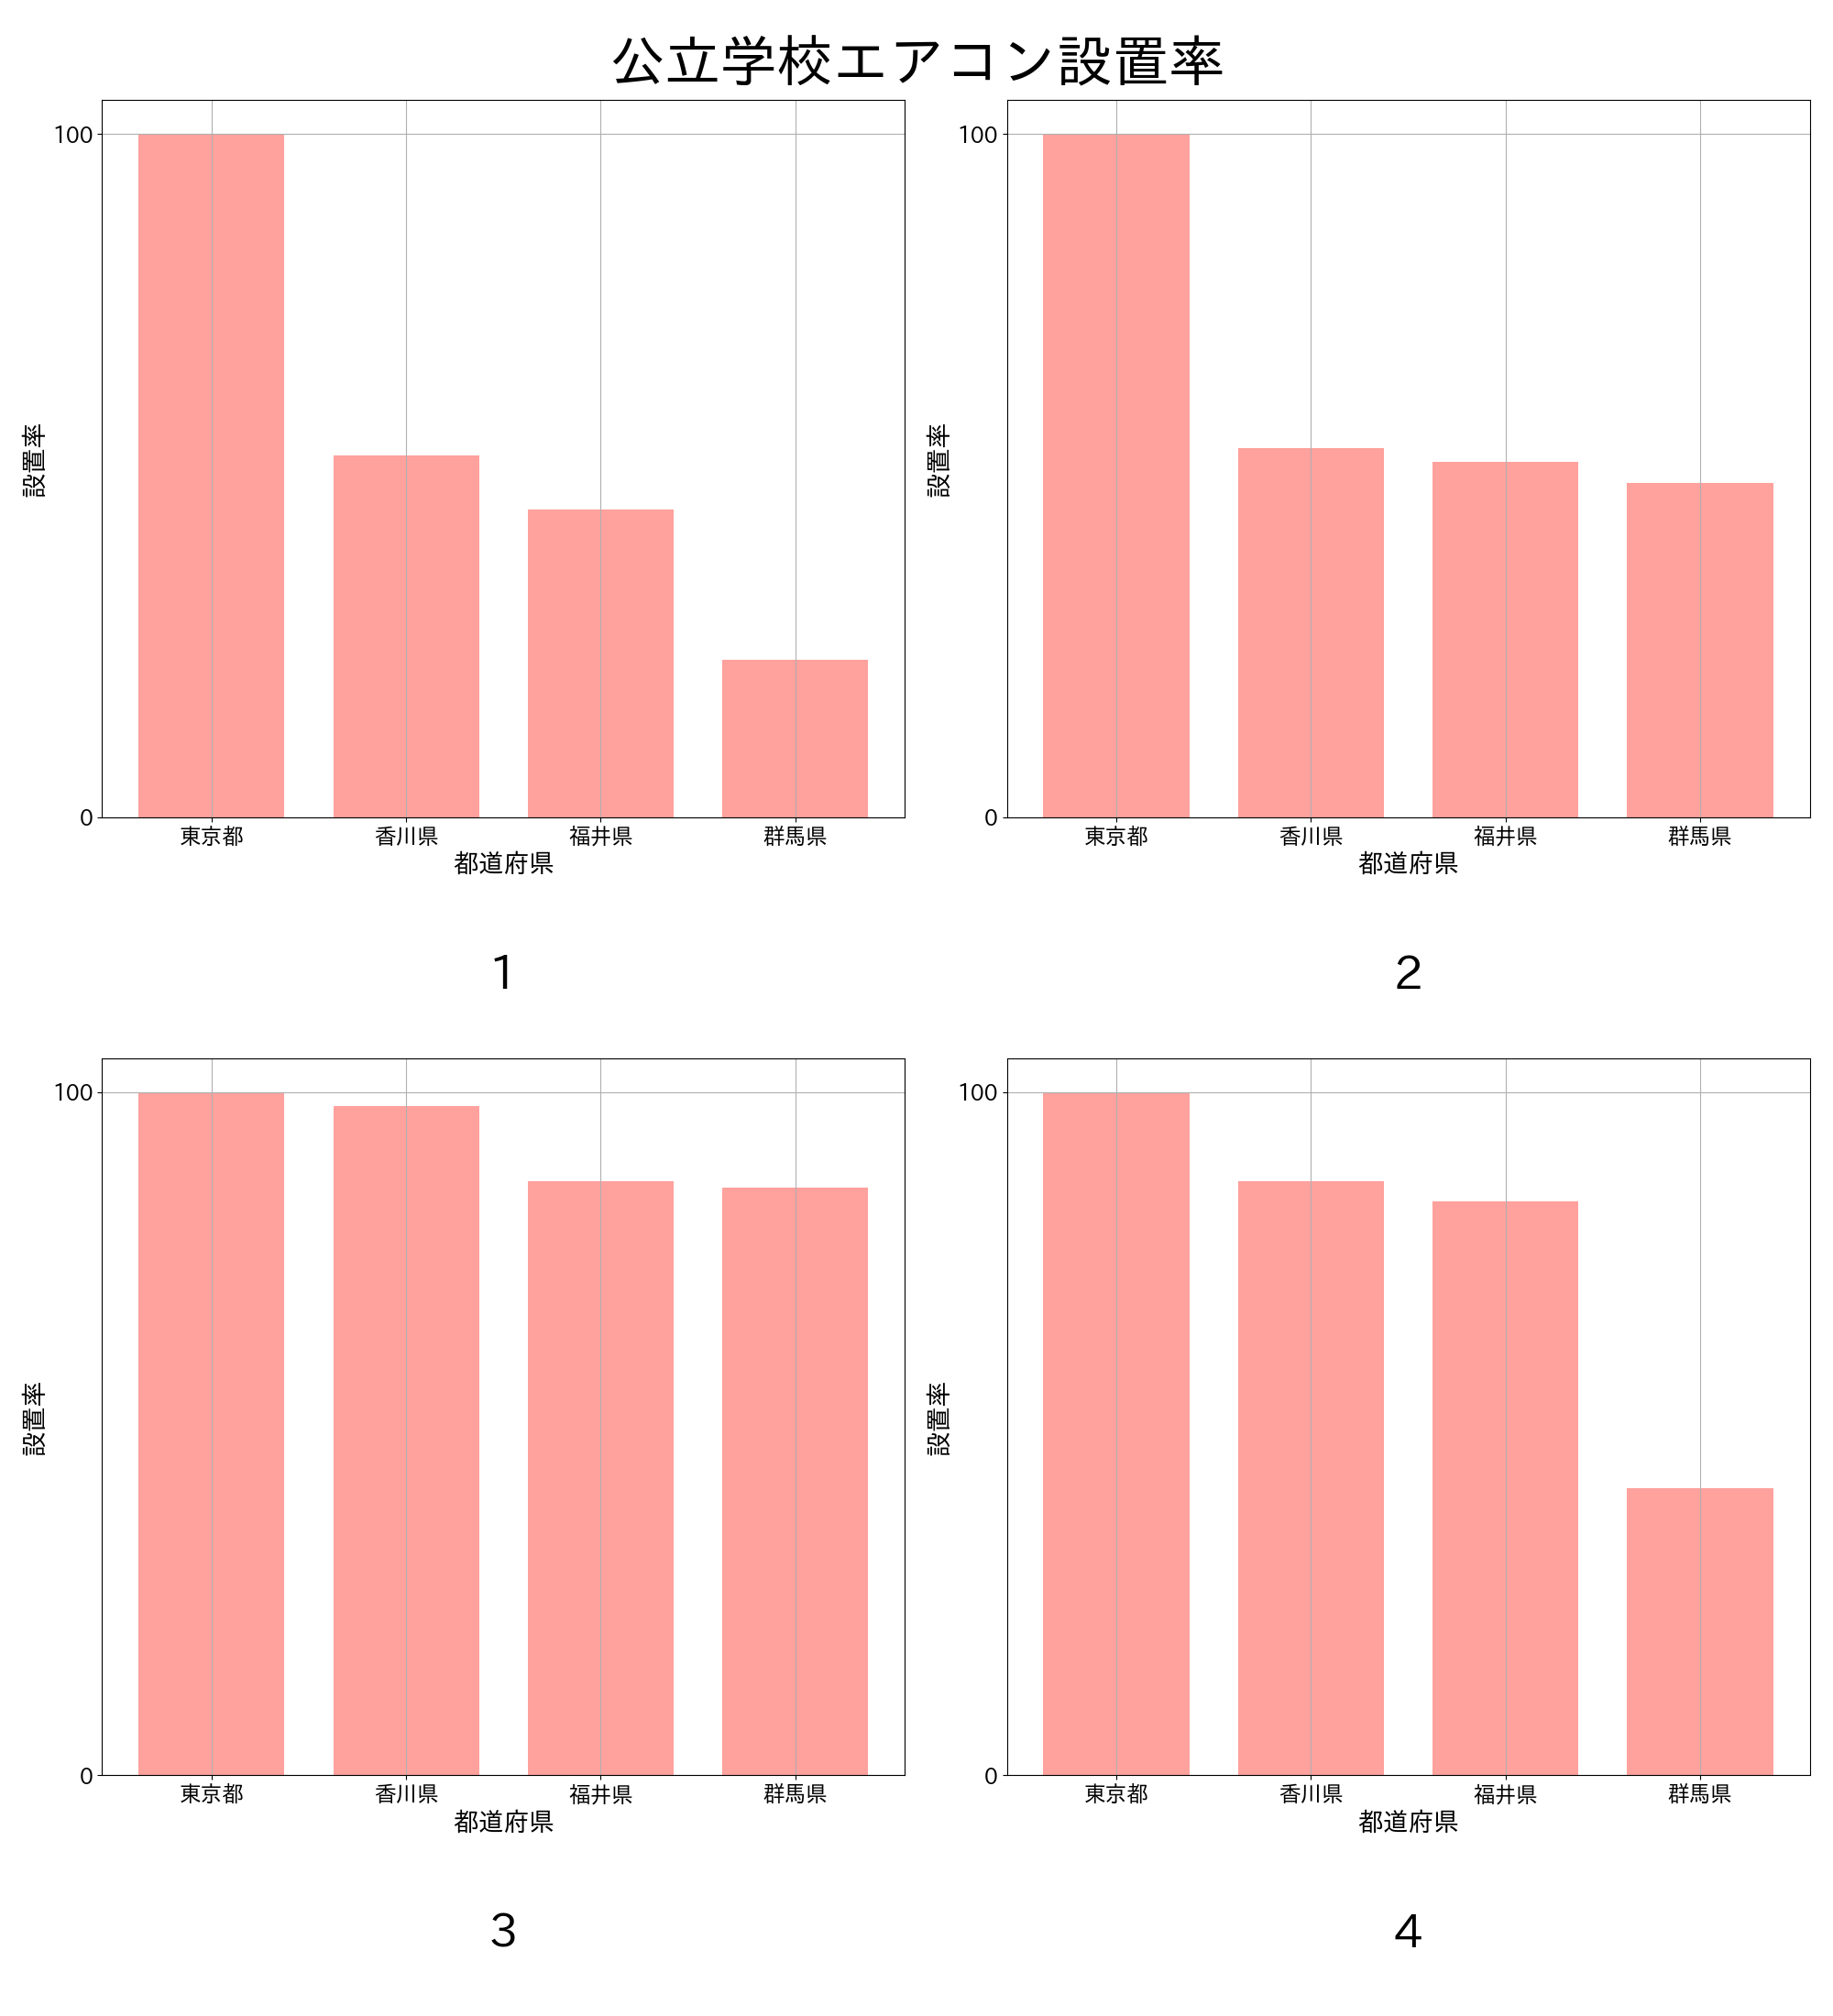 公立学校エアコン設置率
100
0
設置率
東京都 香川県 福井県 群馬県
都道府県
1
100
0
設置率
東京都 香川県 福井県 群馬県
都道府県
2
100
0
設置率
東京都 香川県 福井県 群馬県
都道府県
3
100
0
設置率
東京都 香川県 福井県 群馬県
都道府県
4